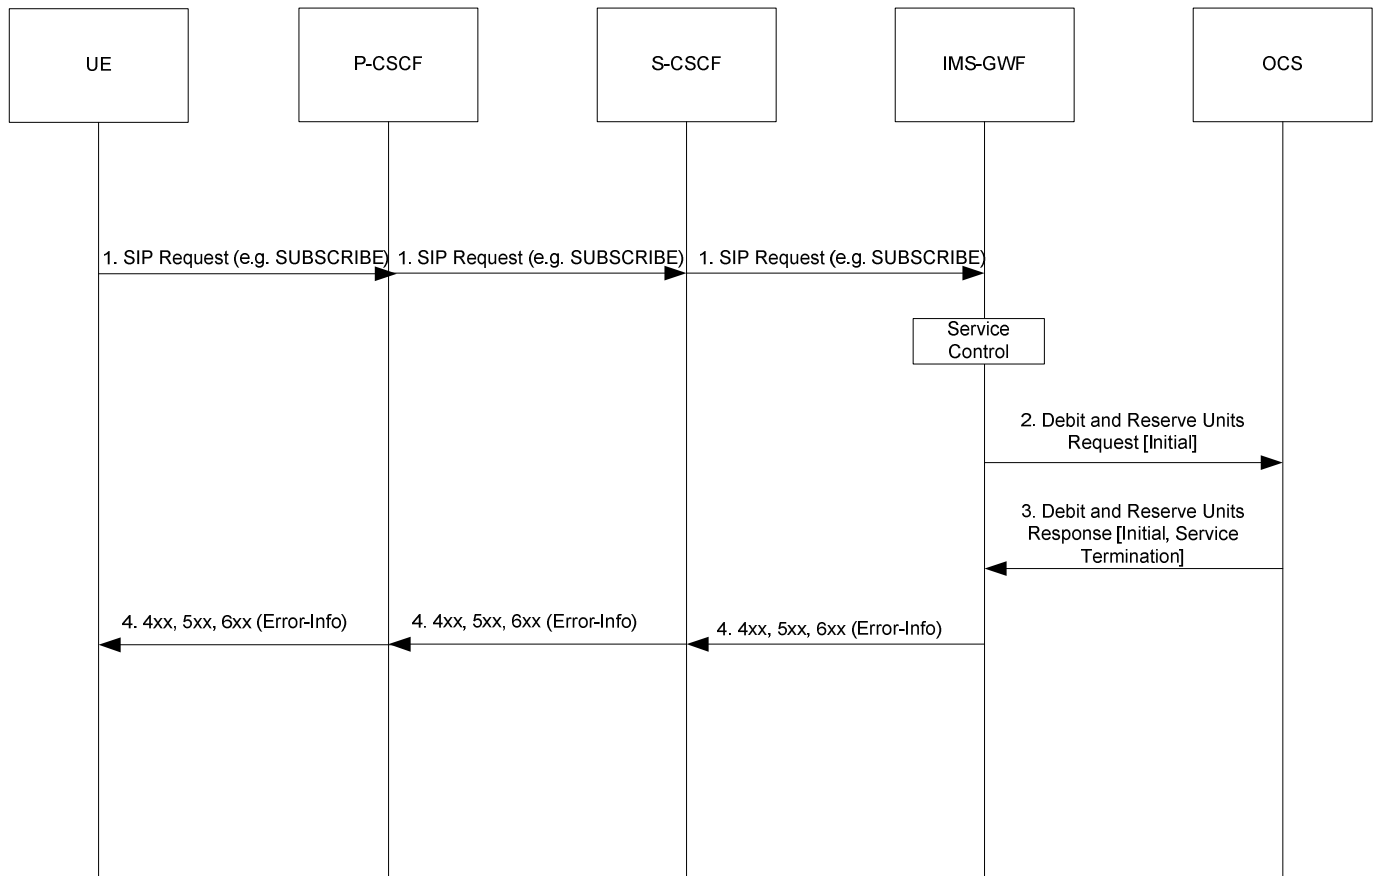 UE
P-CSCF
S-CSCF
IMS-GWF
OCS
1. SIP Request (e.g. SUBSCRIBE)
1. SIP Request (e.g. SUBSCRIBE)
1. SIP Request (e.g. SUBSCRIBE)
Service
Control
2. Debit and Reserve Units
Request [Initial]
3. Debit and Reserve Units
Response [Initial, Service
Termination]
4. 4xx, 5xx, 6xx (Error-Info)
4. 4xx, 5xx, 6xx (Error-Info)
4. 4xx, 5xx, 6xx (Error-Info)